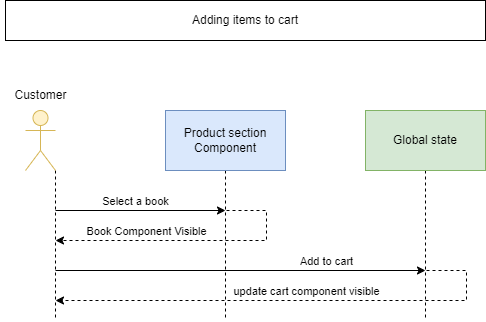 Adding items to cart
Customer
Product section
Component
Global state
Select a book
Book Component Visible
Add to cart
update cart component visible